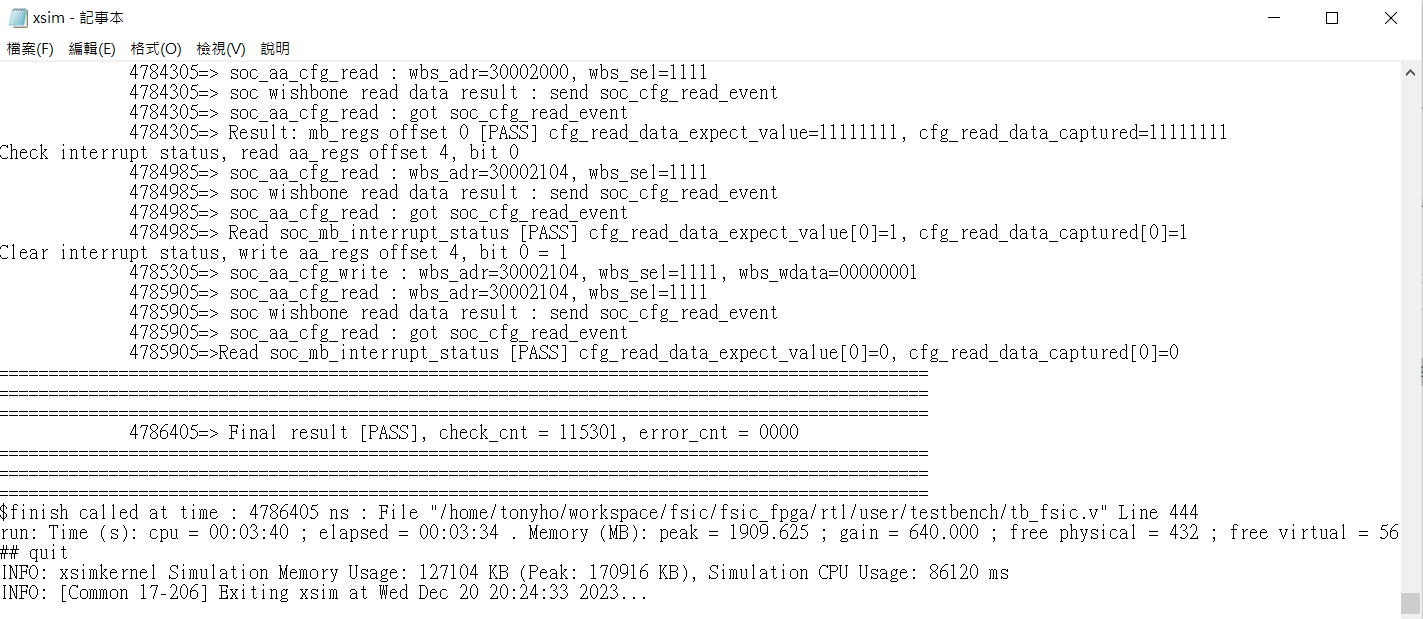 xsim - 記事本
檔案(F) 編輯(E) 格式(O) 檢視(V) 說明
4784305=> soc_aa_cfg_read : wbs_adr=30002000, wbs_sel=1111
4784305=> soc wishbone read data result : send soc_cfg_read_event
4784305=> soc_aa_cfg_read : got soc_cfg_read_event
4784305=> Result: mb_regs offset 0 [PASS] cfg_read_data_expect_value=11111111, cfg_read_data_captured=11111111
Check interrupt status, read aa_regs offset 4, bit 0
4784985=> soc_aa_cfg_read : wbs_adr=30002104, wbs_sel=1111
4784985=> soc wishbone read data result : send soc_cfg_read_event
4784985=> soc_aa_cfg_read : got soc_cfg_read_event
4784985=> Read soc_mb_interrupt_status [PASS] cfg_read_data_expect_value[0]=1, cfg_read_data_captured[0]=1
Clear interrupt status, write aa_regs offset 4, bit 0 = 1
4785305=> soc_aa_cfg_write : wbs_adr=30002104, wbs_sel=1111, wbs_wdata=00000001
4785905=> soc_aa_cfg_read : wbs_adr=30002104, wbs_sel=1111
4785905=> soc wishbone read data result : send soc_cfg_read_event
4785905=> soc_aa_cfg_read : got soc_cfg_read_event
4785905=>Read soc_mb_interrupt_status [PASS] cfg_read_data_expect_value[0]=0, cfg_read_data_captured[0]=0
=============================================================================================
=============================================================================================
=============================================================================================
4786405=> Final result [PASS], check_cnt = 115301, error_cnt = 0000
=============================================================================================
=============================================================================================
=============================================================================================
$finish called at time : 4786405 ns : File "/home/tonyho/workspace/fsic/fsic_fpga/rtl/user/testbench/tb_fsic.v" Line 444
run: Time (s): cpu = 00:03:40 ; elapsed = 00:03:34 . Memory (MB): peak = 1909.625 ; gain = 640.000 ; free physical = 432 ; free virtual = 56
## quit
INFO: xsimkernel Simulation Memory Usage: 127104 KB (Peak: 170916 KB), Simulation CPU Usage: 86120 ms
INFO: [Common 17-206] Exiting xsim at Wed Dec 20 20:24:33 2023...